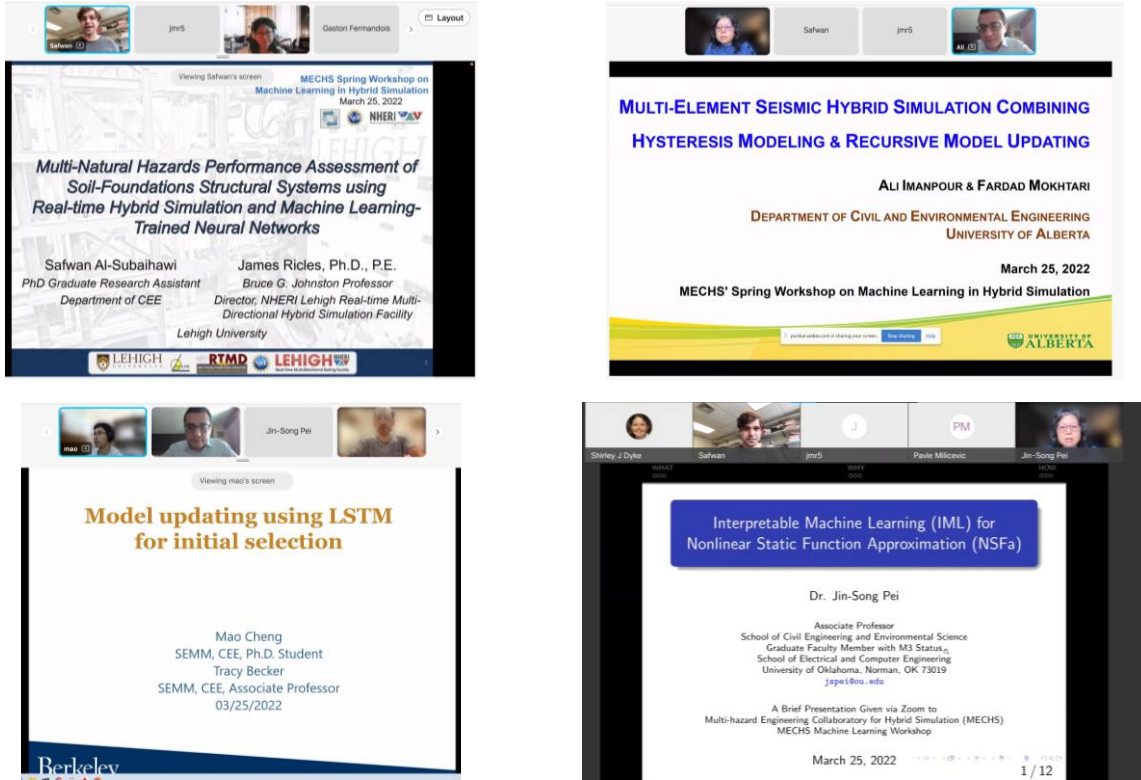 Safwan
jmr5
Gaston Fermandois
Layout
Viewing Safwan's screen
MECHS Spring Workshop on
Machine Learning in Hybrid Simulation
March 25, 2022
NHERI
Multi-Natural Hazards Performance Assessment of
Soil-Foundations Structural Systems using
Real-time Hybrid Simulation and Machine Learning-
Trained Neural Networks
Safwan Al-Subaihawi
PhD Graduate Research Assistant
Department of CEE
James Ricles, Ph.D., P.E.
Bruce G. Johnston Professor
Director, NHERI Lehigh Real-time Multi-
Directional Hybrid Simulation Facility
Lehigh University
LEHIGH
UNIVERSITY
RTMD
LEHIGH
1
Safwan
jmr5
Ali
MULTI-ELEMENT SEISMIC HYBRID SIMULATION COMBINING
HYSTERESIS MODELING & RECURSIVE MODEL UPDATING
ALI IMANPOUR & FARDAD MOKHTARI
DEPARTMENT OF CIVIL AND ENVIRONMENTAL ENGINEERING
UNIVERSITY OF ALBERTA
March 25, 2022
MECHS' Spring Workshop on Machine Learning in Hybrid Simulation
purdue.webex.com is sharing your screen.
Stop sharing
Hide
UNIVERSITY OF
ALBERTA
mao
Jin-Song Pei
Viewing mao's screen
Model updating using LSTM
for initial selection
Mao Cheng
SEMM, CEE, Ph.D. Student
Tracy Becker
SEMM, CEE, Associate Professor
03/25/2022
Berkeley
J
PM
Shirley J Dyke
Safwan
jmr5
Pavle Milicevic
Jin-Song Pei
WHAT
WHY
HOW
Interpretable Machine Learning (IML) for
Nonlinear Static Function Approximation (NSFa)
Dr. Jin-Song Pei
Associate Professor
School of Civil Engineering and Environmental Science
Graduate Faculty Member with M3 Status
School of Electrical and Computer Engineering
University of Oklahoma, Norman, OK 73019
jspei@ou.edu
A Brief Presentation Given via Zoom to
Multi-hazard Engineering Collaboratory for Hybrid Simulation (MECHS)
MECHS Machine Learning Workshop
March 25, 2022
1 / 12